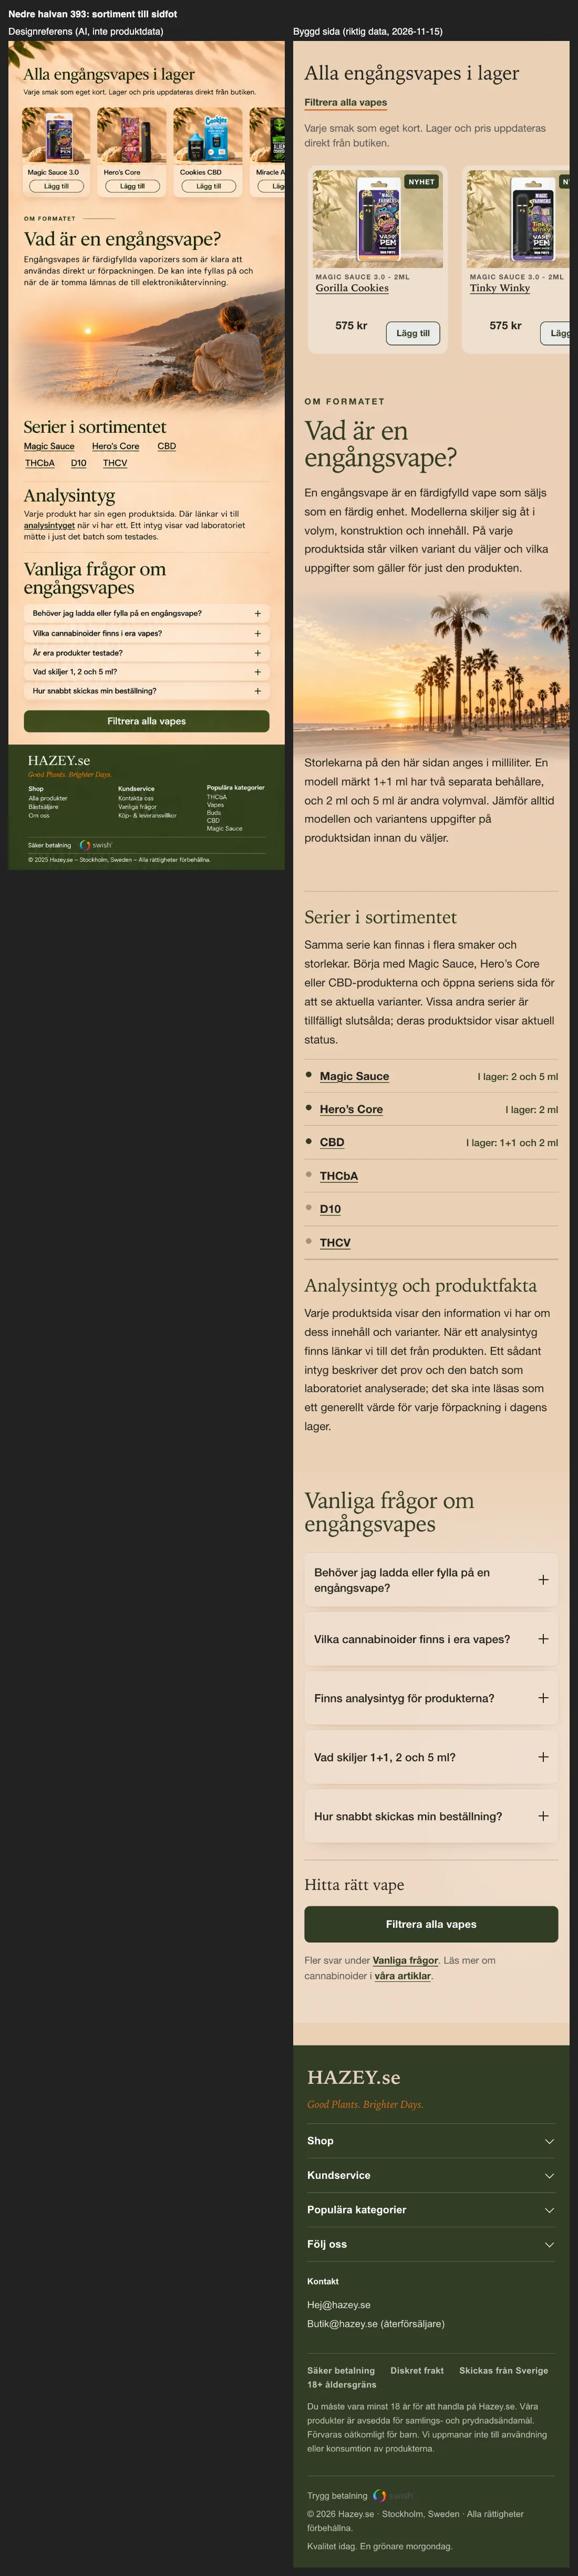 Nedre halvan 393: sortiment till sidfot
Designreferens (AI, inte produktdata)
Alla engångsvapes i lager
Varje smak som eget kort. Lager och pris uppdateras direkt från butiken.
Magic Sauce 3.0
Hero's Core
Cookies CBD
Miracle A
Lägg till
Lägg till
Lägg till
Läg
OM FORMATET
Vad är en engångsvape?
Engångsvapes är färdigfyllda vaporizers som är klara att
användas direkt ur förpackningen. De kan inte fyllas på och
när de är tomma lämnas de till elektronikåtervinning.
Serier i sortimentet
Magic Sauce Hero's Core CBD
THCbA D10 THCV
Analysintyg
Varje produkt har sin egen produktsida. Där länkar vi till
analysintyget när vi har ett. Ett intyg visar vad laboratoriet
mätte i just det batch som testades.
Vanliga frågor om
engångsvapes
Behöver jag ladda eller fylla på en engångsvape?
Vilka cannabinoider finns i era vapes?
Är era produkter testade?
Vad skiljer 1, 2 och 5 ml?
Hur snabbt skickas min beställning?
Filtrera alla vapes
HAZEY.se
Good Plants. Brighter Days.
Shop
Alla produkter
Bästsäljare
Om oss
Kundservice
Kontakta oss
Vanliga frågor
Köp- & leveransvillkor
Populära kategorier
THCbA
Vapes
Buds
CBD
Magic Sauce
Säker betalning swish
© 2025 Hazey.se – Stockholm, Sweden – Alla rättigheter förbehållna.
Byggd sida (riktig data, 2026-11-15)
Alla engångsvapes i lager
Filtrera alla vapes
Varje smak som eget kort. Lager och pris uppdateras
direkt från butiken.
NYHET
MAGIC FARMERS
VAPE PEN
MAGIC SAUCE 3.0 - 2ML
Gorilla Cookies
575 kr
Lägg till
MAGIC FARMERS
Tinky Winky
VAPE PEN
MAGIC SAUCE 3.0 - 2ML
Tinky Winky
575 kr
Lägg
OM FORMATET
Vad är en
engångsvape?
En engångsvape är en färdigfylld vape som säljs
som en färdig enhet. Modellerna skiljer sig åt i
volym, konstruktion och innehåll. På varje
produktsida står vilken variant du väljer och vilka
uppgifter som gäller för just den produkten.
Storlekarna på den här sidan anges i milliliter. En
modell märkt 1+1 ml har två separata behållare,
och 2 ml och 5 ml är andra volymval. Jämför alltid
modellen och variantens uppgifter på
produktsidan innan du väljer.
Serier i sortimentet
Samma serie kan finnas i flera smaker och
storlekar. Börja med Magic Sauce, Hero's Core
eller CBD-produkterna och öppna seriens sida för
att se aktuella varianter. Vissa andra serier är
tillfälligt slutsålda; deras produktsidor visar aktuell
status.
Magic Sauce I lager: 2 och 5 ml
Hero's Core I lager: 2 ml
CBD I lager: 1+1 och 2 ml
THCbA
D10
THCV
Analysintyg och produktfakta
Varje produktsida visar den information vi har om
dess innehåll och varianter. När ett analysintyg
finns länkar vi till det från produkten. Ett sådant
intyg beskriver det prov och den batch som
laboratoriet analyserade; det ska inte läsas som
ett generellt värde för varje förpackning i dagens
lager.
Vanliga frågor om
engångsvapes
Behöver jag ladda eller fylla på en
engångsvape?
Vilka cannabinoider finns i era vapes?
Finns analysintyg för produkterna?
Vad skiljer 1+1, 2 och 5 ml?
Hur snabbt skickas min beställning?
Hitta rätt vape
Filtrera alla vapes
Fler svar under Vanliga frågor. Läs mer om
cannabinoider i våra artiklar.
HAZEY.se
Good Plants. Brighter Days.
Shop
Kundservice
Populära kategorier
Följ oss
Kontakt
Hej@hazey.se
Butik@hazey.se (återförsäljare)
Säker betalning Diskret frakt Skickas från Sverige
18+ åldersgräns
Du måste vara minst 18 år för att handla på Hazey.se. Våra
produkter är avsedda för samlings- och prydnadsändamål.
Förvaras oåtkomligt för barn. Vi uppmanar inte till användning
eller konsumtion av produkterna.
Trygg betalning swish
© 2026 Hazey.se · Stockholm, Sweden · Alla rättigheter
förbehållna.
Kvalitet idag. En grönare morgondag.